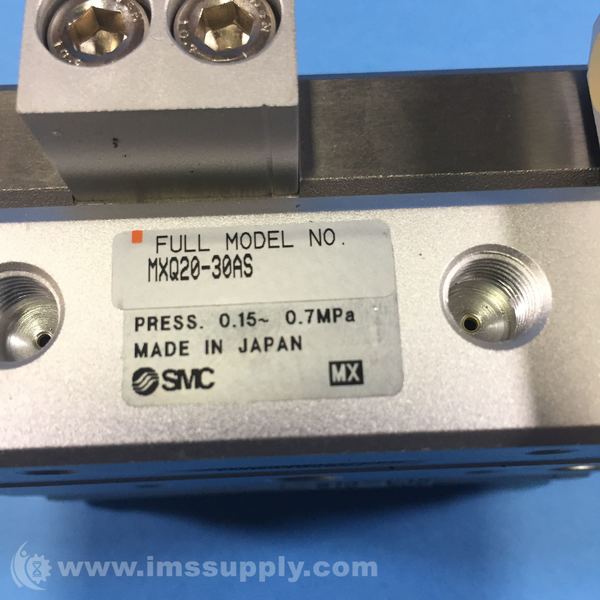 FULL MODEL NO.
MXQ20-30AS
PRESS. 0.15~ 0.7MPa
MADE IN JAPAN
SMC MX
www.imssupply.com